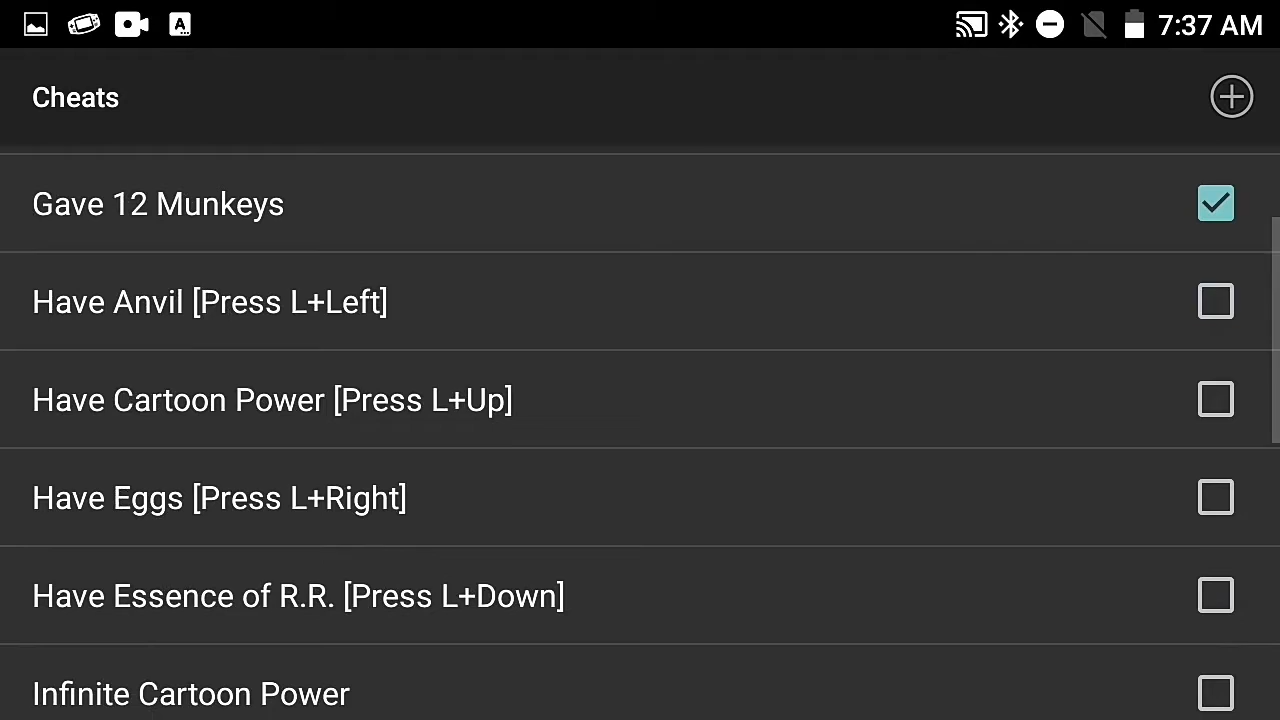 A
7:37 AM
Cheats
Gave 12 Munkeys
Have Anvil [Press L+Left]
Have Cartoon Power [Press L+Up]
Have Eggs [Press L+Right]
Have Essence of R.R. [Press L+Down]
Infinite Cartoon Power